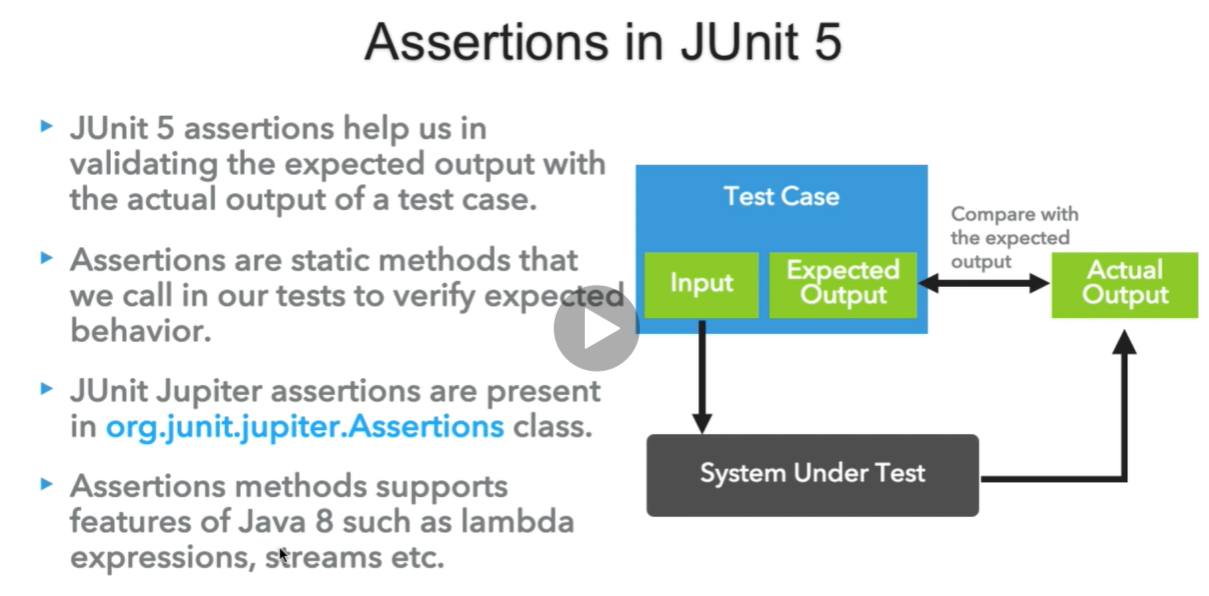 Assertions in JUnit 5
JUnit 5 assertions help us in
validating the expected output with
the actual output of a test case.
Assertions are static methods that
we call in our tests to verify expected
behavior.
JUnit Jupiter assertions are present
in org.junit.jupiter.Assertions class.
Assertions methods supports
features of Java 8 such as lambda
expressions, streams etc.
Test Case
Input
Expected
Output
Compare with
the expected
output
Actual
Output
System Under Test